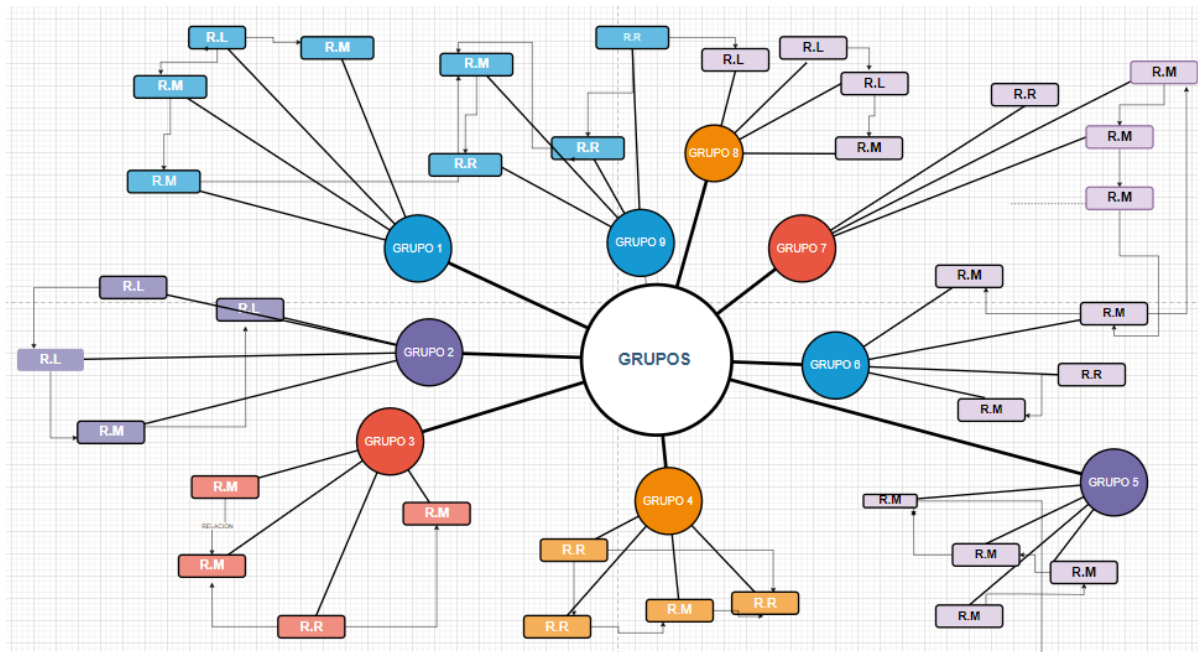 R.L
R.M
R.M
R.M
GRUPO 1
R.R
R.M
R.R
R.R
GRUPO 9
R.L
R.L
R.L
R.M
GRUPO 8
R.R
R.M
R.M
R.M
GRUPO 7
R.L
R.L
R.L
R.M
GRUPO 2
GRUPOS
R.M
R.M
R.R
R.M
GRUPO 6
GRUPO 3
R.M
R.M
RELACION
R.M
R.R
GRUPO 4
R.R
R.R
R.M
R.R
GRUPO 5
R.M
R.M
R.M
R.M